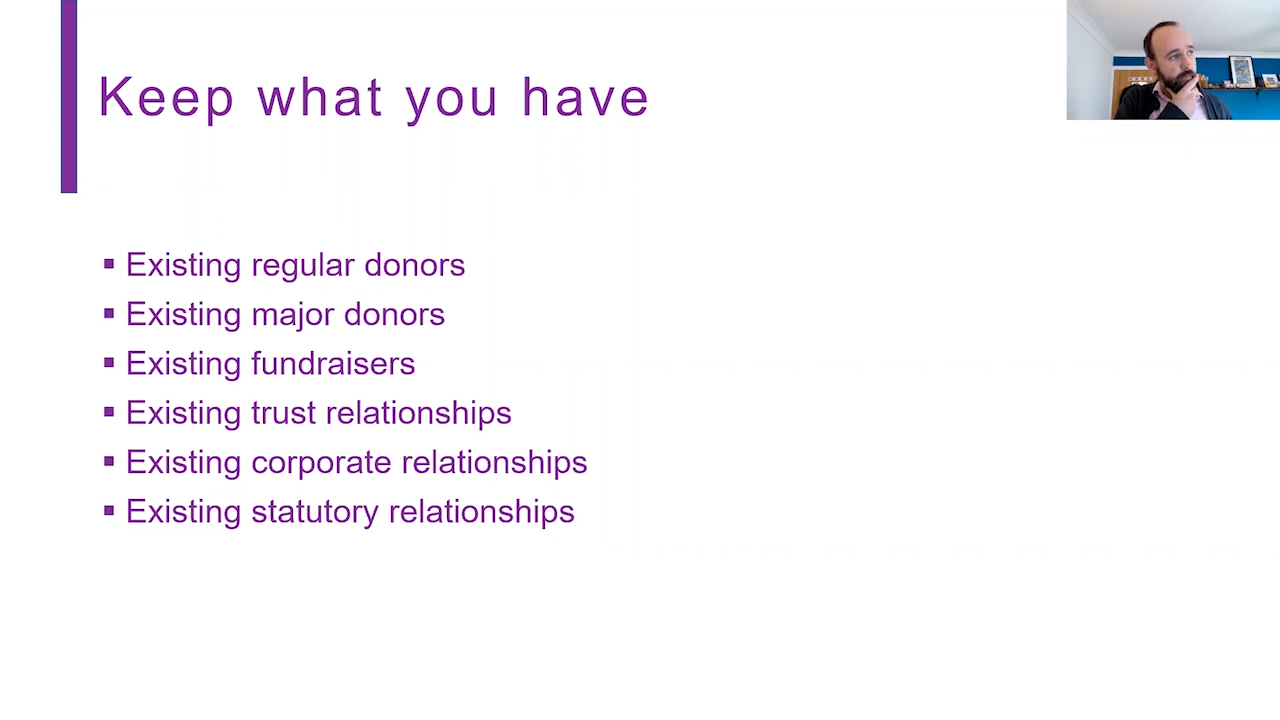 Keep what you have
▪ Existing regular donors
▪ Existing major donors
▪ Existing fundraisers
▪ Existing trust relationships
▪ Existing corporate relationships
▪ Existing statutory relationships